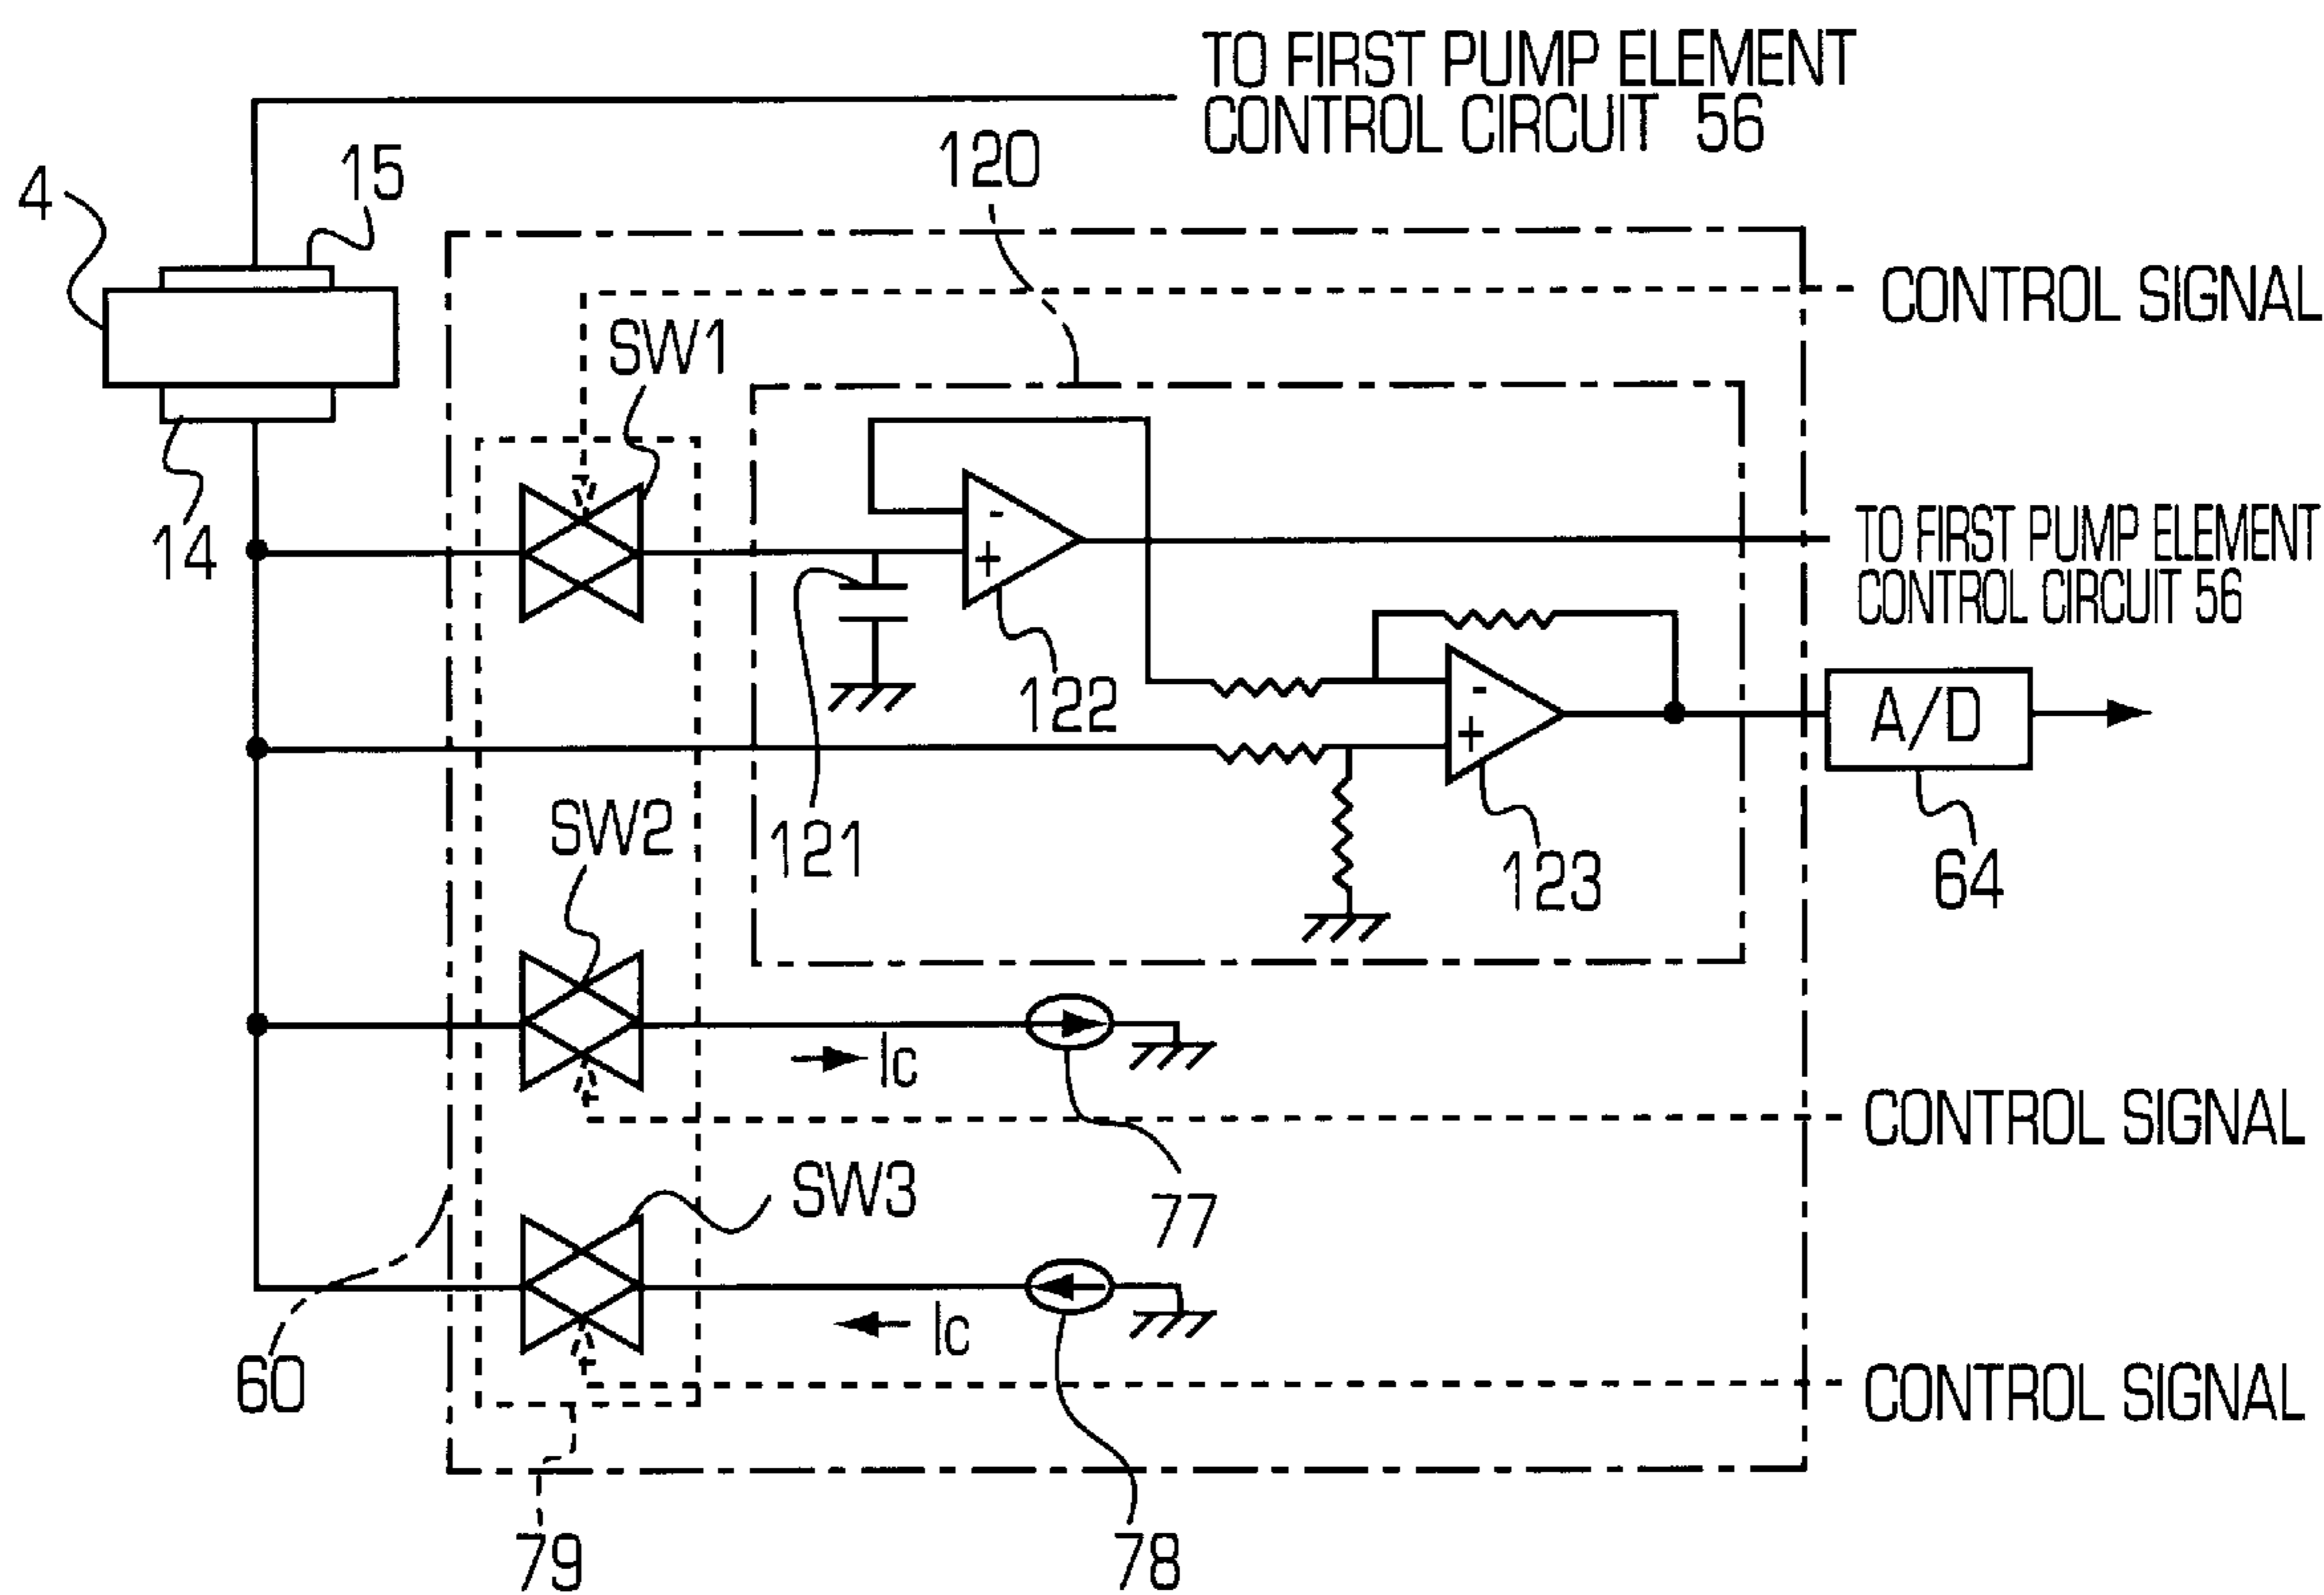 TO FIRST PUMP ELEMENT
CONTROL CIRCUIT 56
120
15
4
CONTROL SIGNAL
SW1
14
-
+
122
TO FIRST PUMP ELEMENT
CONTROL CIRCUIT 56
-
+
A/D
121
123
64
SW2
Ic
77
CONTROL SIGNAL
SW3
Ic
60
CONTROL SIGNAL
79
78